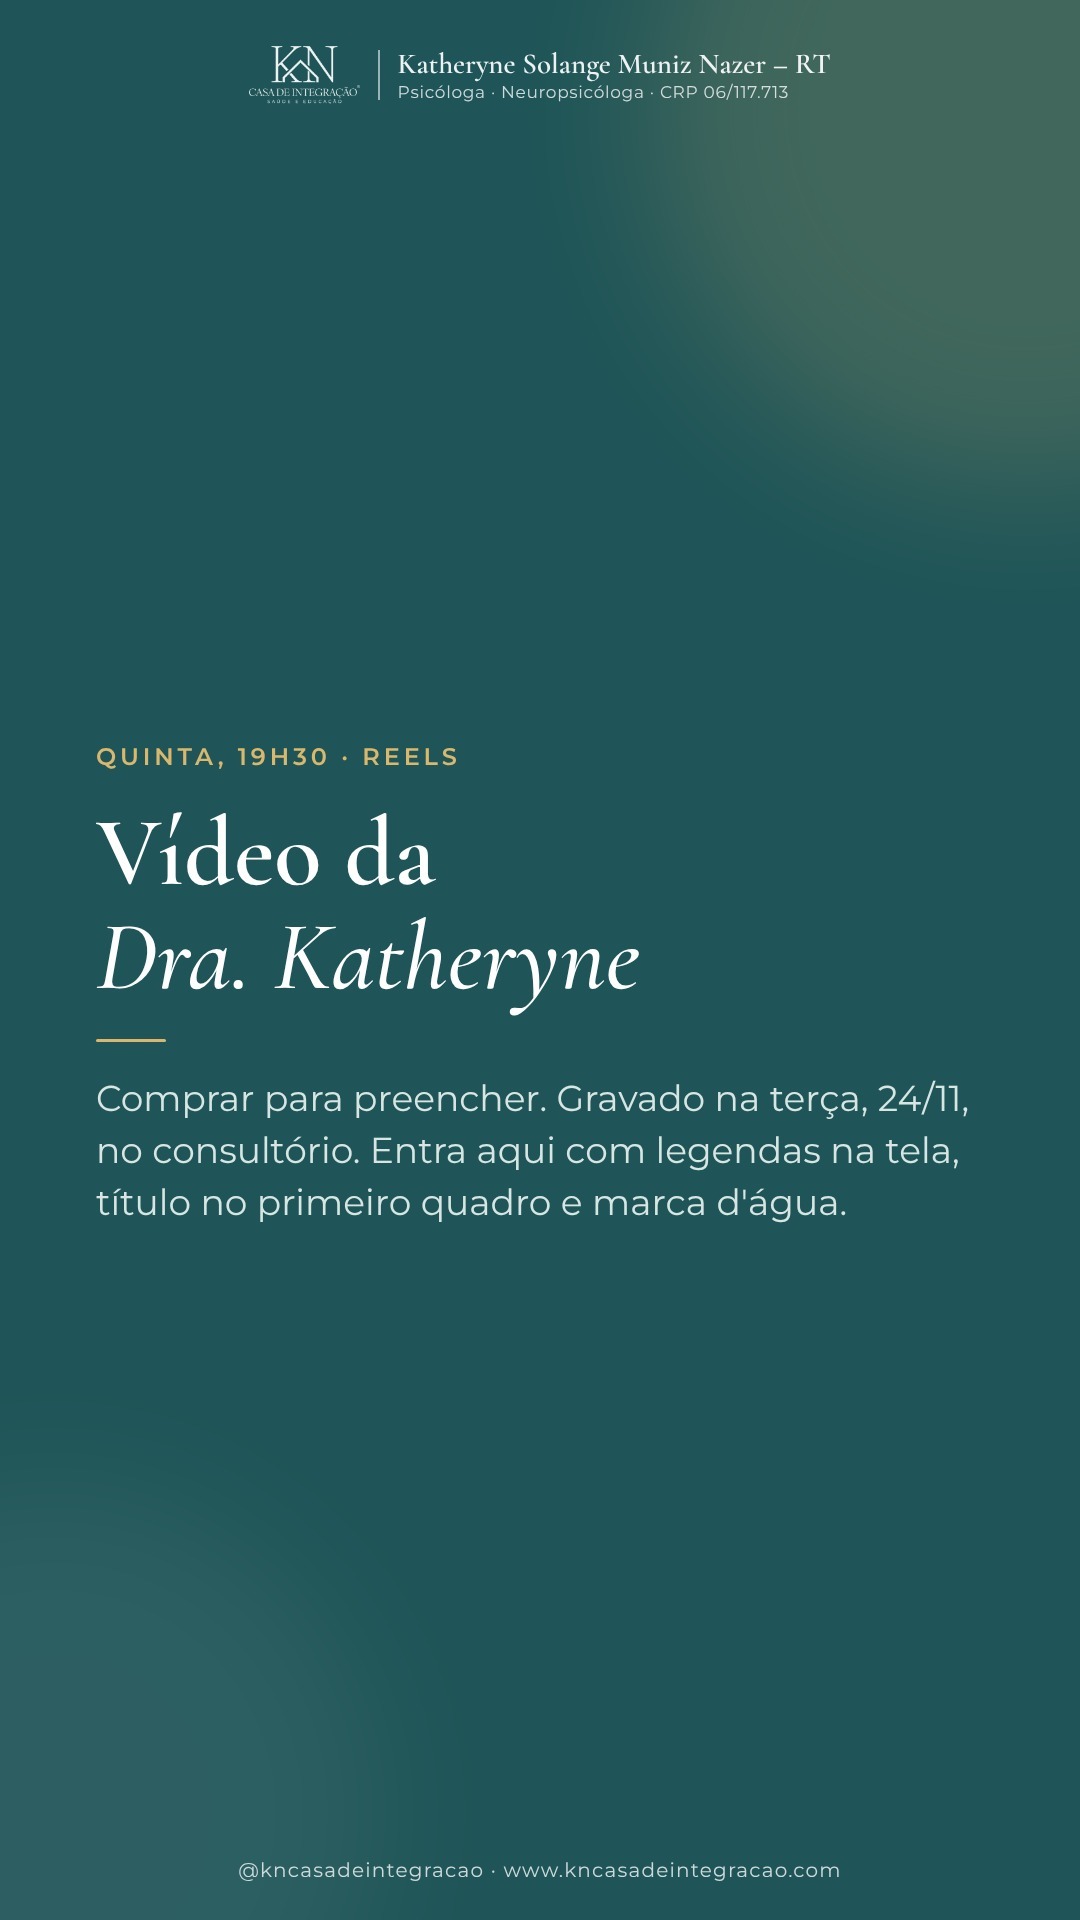 KN
CASA DE INTEGRAÇÃO®
SAÚDE E EDUCAÇÃO
Katheryne Solange Muniz Nazer – RT
Psicóloga · Neuropsicóloga · CRP 06/117.713
QUINTA, 19H30 · REELS
Vídeo da
Dra. Katheryne
Comprar para preencher. Gravado na terça, 24/11,
no consultório. Entra aqui com legendas na tela,
título no primeiro quadro e marca d'água.
@kncasadeintegracao · www.kncasadeintegracao.com